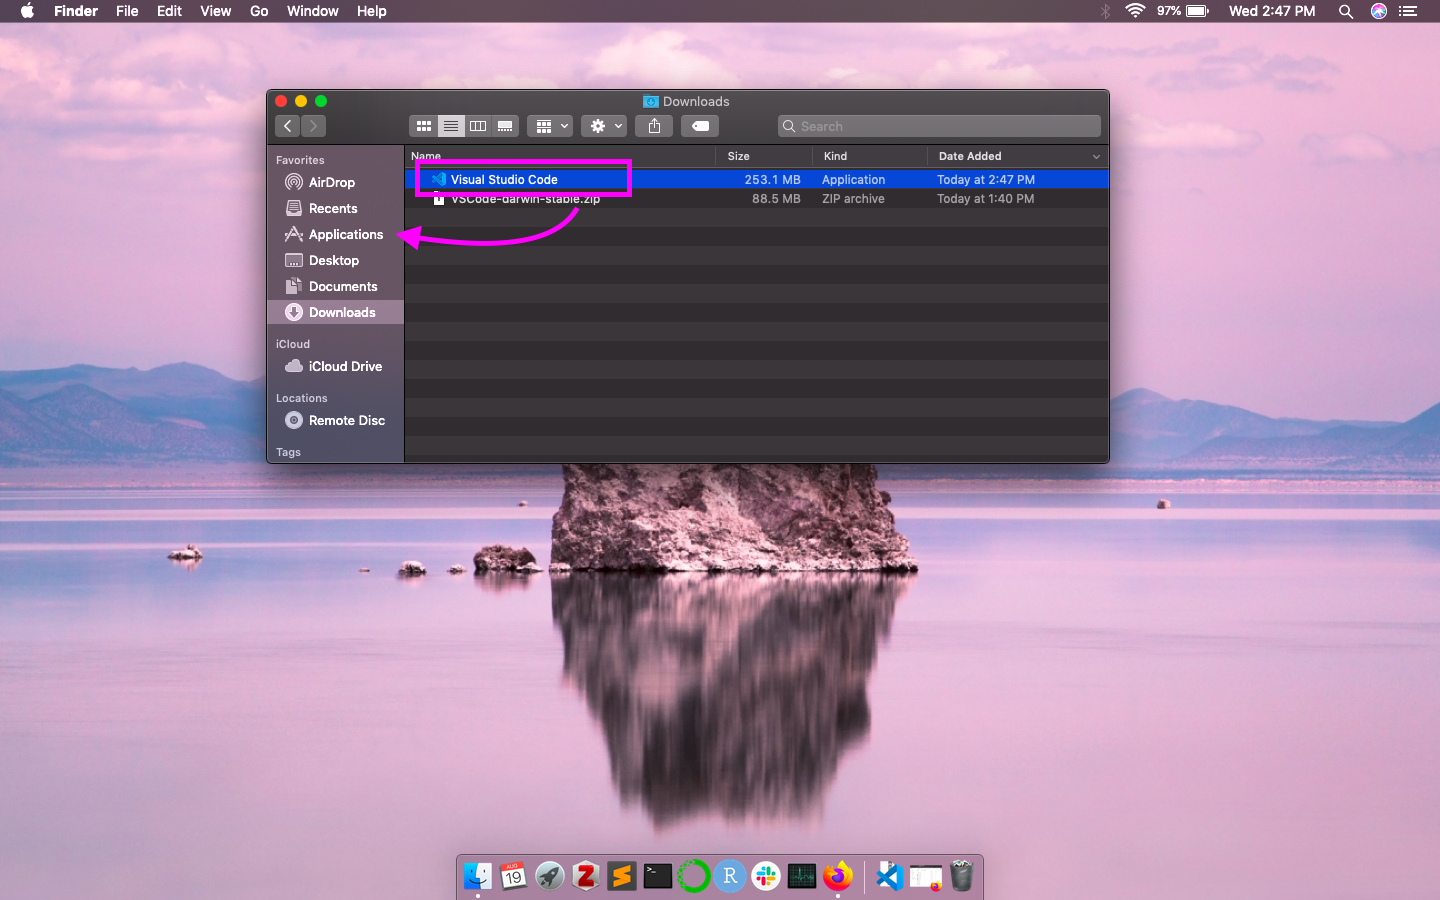 Finder File Edit View Go Window Help 97% Wed 2:47 PM
Downloads
Search
Favorites
AirDrop
Recents
Applications
Desktop
Documents
Downloads
iCloud
iCloud Drive
Locations
Remote Disc
Tags
Name Size Kind Date Added
Visual Studio Code 253.1 MB Application Today at 2:47 PM
VSCode-darwin-stable.zip 88.5 MB ZIP archive Today at 1:40 PM
AUG
19
Z
S
>_
R